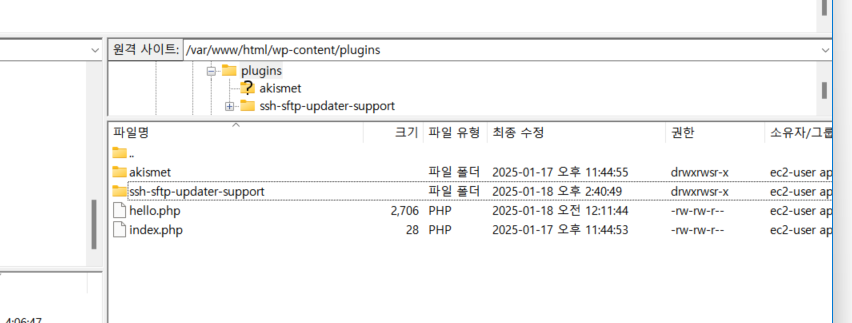 원격 사이트: /var/www/html/wp-content/plugins
plugins
? akismet
ssh-sftp-updater-support
파일명 크기 파일 유형 최종 수정 권한 소유자/그룹
..
akismet 파일 폴더 2025-01-17 오후 11:44:55 drwxrwsr-x ec2-user ap
ssh-sftp-updater-support 파일 폴더 2025-01-18 오후 2:40:49 drwxrwsr-x ec2-user ap
hello.php 2,706 PHP 2025-01-18 오전 12:11:44 -rw-rw-r-- ec2-user ap
index.php 28 PHP 2025-01-17 오후 11:44:53 -rw-rw-r-- ec2-user ap